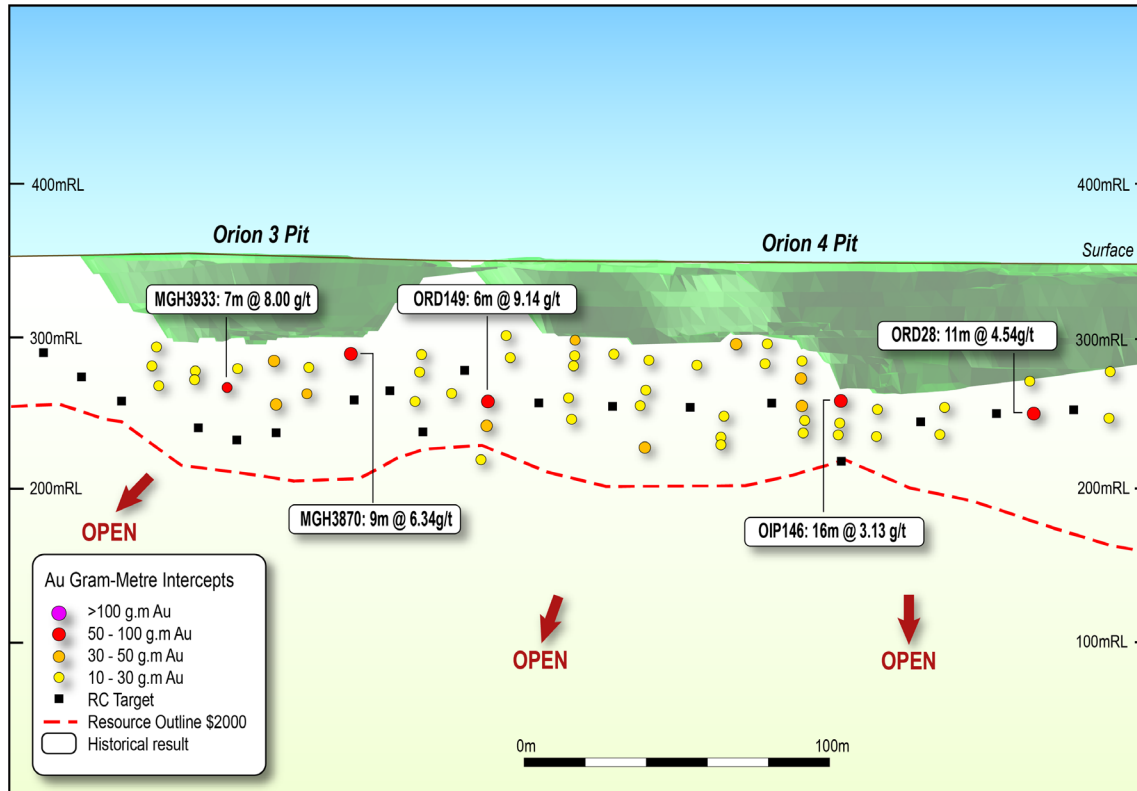 400mRL
400mRL
Orion 3 Pit
Orion 4 Pit
Surface
MGH3933: 7m @ 8.00 g/t
ORD149: 6m @ 9.14 g/t
ORD28: 11m @ 4.54g/t
300mRL
300mRL
200mRL
200mRL
MGH3870: 9m @ 6.34g/t
OIP146: 16m @ 3.13 g/t
OPEN
OPEN
OPEN
100mRL
Au Gram-Metre Intercepts
>100 g.m Au
50 - 100 g.m Au
30 - 50 g.m Au
10 - 30 g.m Au
RC Target
Resource Outline $2000
Historical result
0m
100m